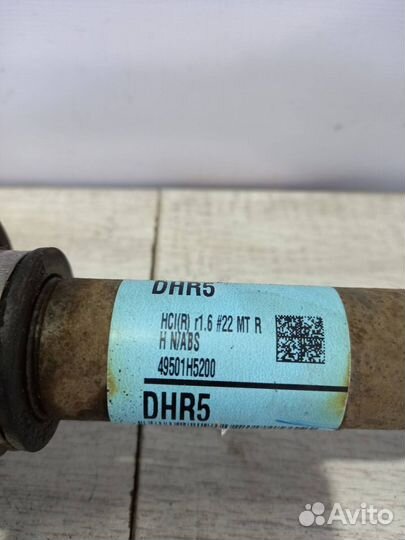 DHR5
HCI(R) r1.6 #22 MT R
H N/ABS
49501H5200
DHR5
Avito